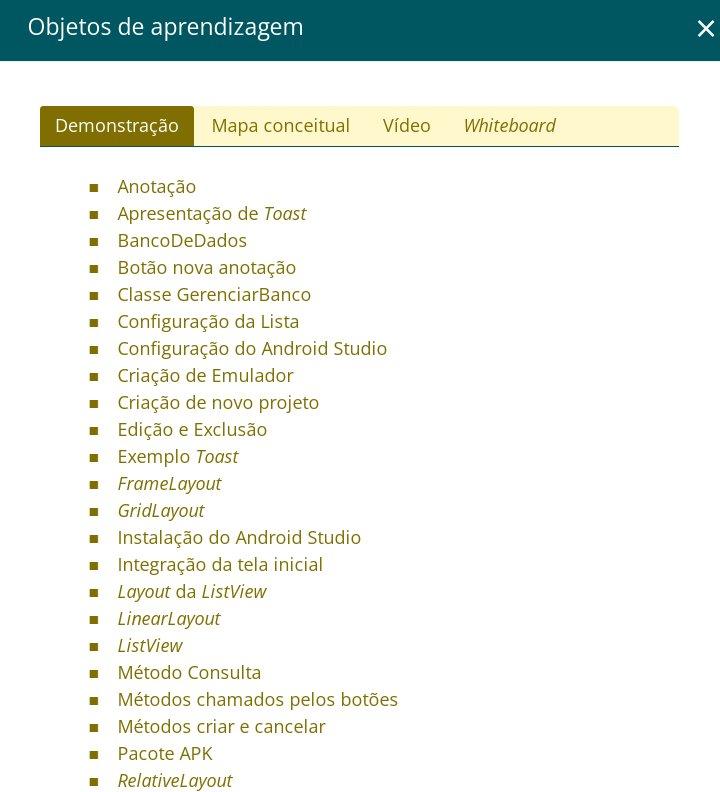 Objetos de aprendizagem
Demonstração Mapa conceitual Vídeo Whiteboard
Anotação
Apresentação de Toast
BancoDeDados
Botão nova anotação
Classe GerenciarBanco
Configuração da Lista
Configuração do Android Studio
Criação de Emulador
Criação de novo projeto
Edição e Exclusão
Exemplo Toast
FrameLayout
GridLayout
Instalação do Android Studio
Integração da tela inicial
Layout da ListView
LinearLayout
ListView
Método Consulta
Métodos chamados pelos botões
Métodos criar e cancelar
Pacote APK
RelativeLayout